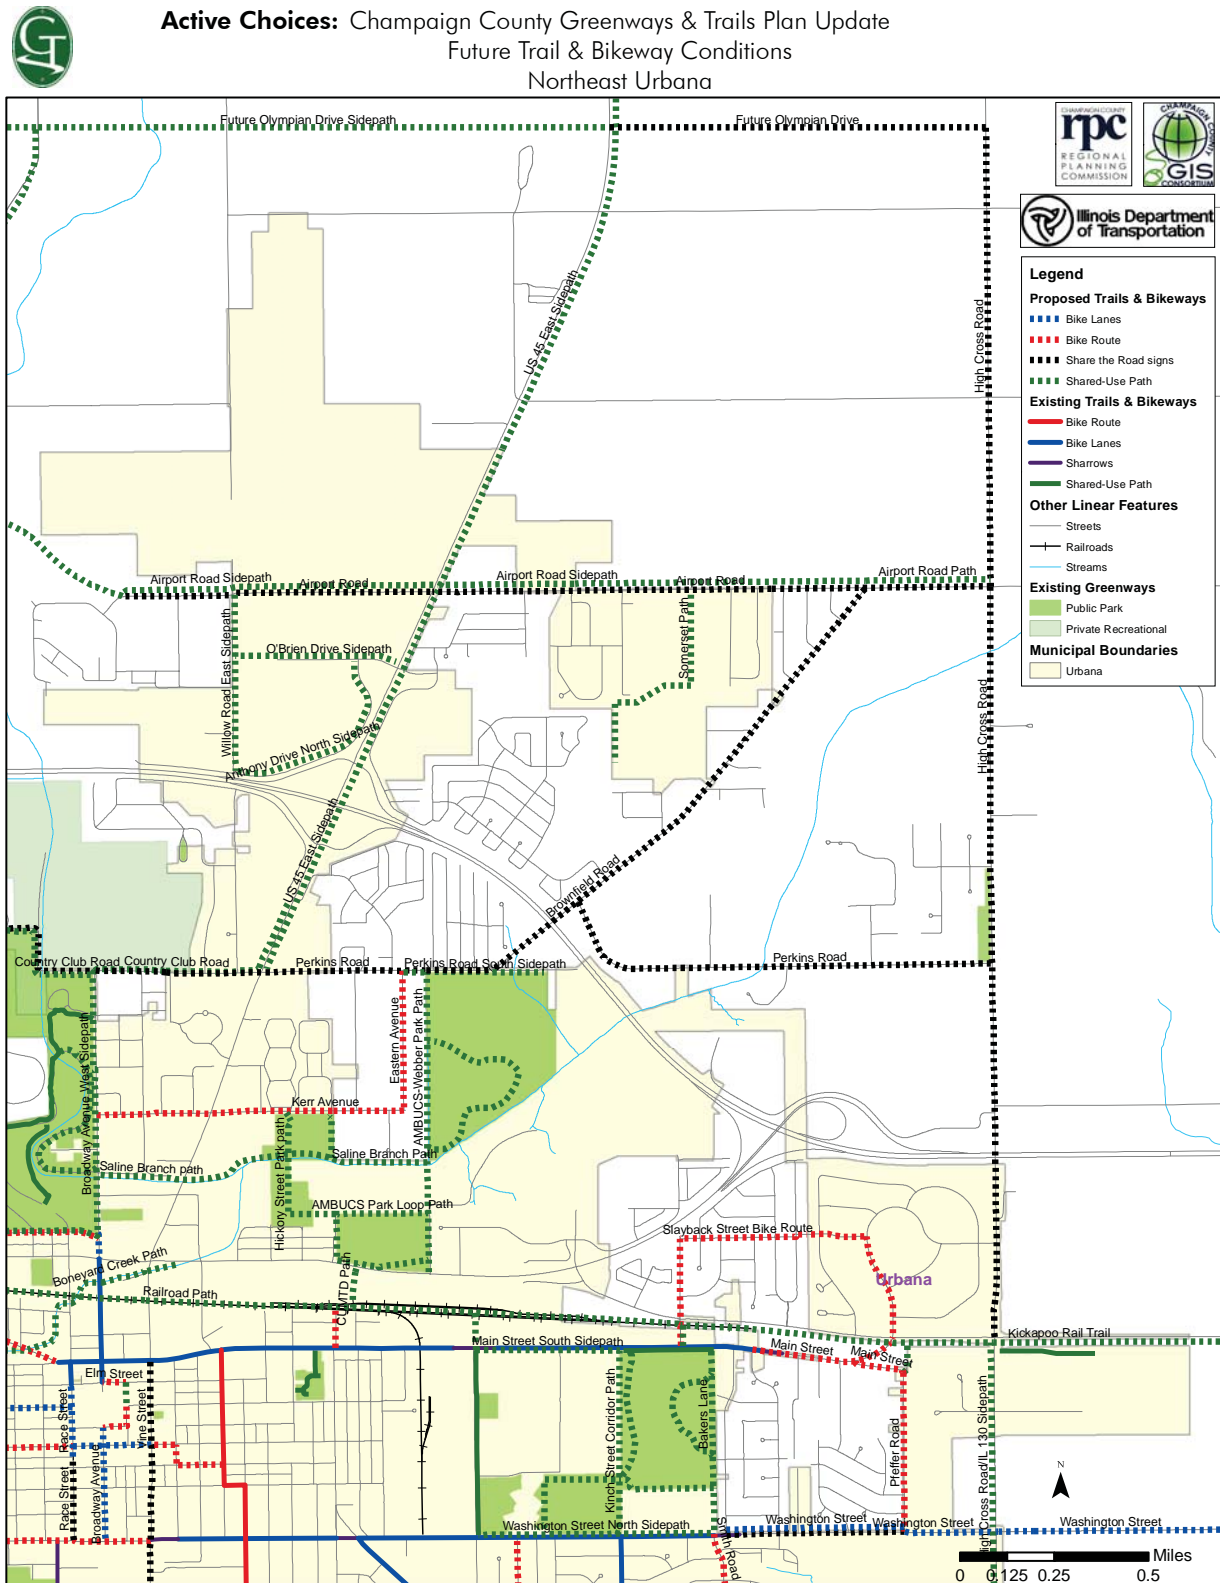 Active Choices: Champaign County Greenways & Trails Plan Update
Future Trail & Bikeway Conditions
Northeast Urbana
Future Olympian Drive Sidepath
Future Olympian Drive
CHAMPAIGN COUNTY
rpc
REGIONAL
PLANNING
COMMISSION
CHAMPAIGN COUNTY
GIS
CONSORTIUM
Illinois Department
of Transportation
Legend
Proposed Trails & Bikeways
Bike Lanes
Bike Route
Share the Road signs
Shared-Use Path
Existing Trails & Bikeways
Bike Route
Bike Lanes
Sharrows
Shared-Use Path
Other Linear Features
Streets
Railroads
Streams
Existing Greenways
Public Park
Private Recreational
Municipal Boundaries
Urbana
US 45 East Sidepath
High Cross Road
Airport Road Sidepath
Airport Road
Airport Road Sidepath
Airport Road
Airport Road Path
Willow Road East Sidepath
O'Brien Drive Sidepath
Somerset Path
Anthony Drive North Sidepath
High Cross Road
US 45 East Sidepath
Brownfield Road
Country Club Road
Country Club Road
Perkins Road
Perkins Road South Sidepath
Perkins Road
Broadway Avenue West Sidepath
Eastern Avenue
AMBUCS-Webber Park Path
Kerr Avenue
Hickory Street Park path
Saline Branch path
Saline Branch Path
AMBUCS Park Loop Path
Slayback Street Bike Route
Boneyard Creek Path
Urbana
Railroad Path
CUMTD Path
Main Street South Sidepath
Main Street
Main Street
Kickapoo Rail Trail
Elm Street
Race Street
Vine Street
Broadway Avenue
Race Street
Kinch Street Corridor Path
Bakers Lane
Pfeffer Road
High Cross Road/IL 130 Sidepath
N
Washington Street North Sidepath
Washington Street
Washington Street
Washington Street
Smith Road
Miles
0 0.125 0.25 0.5